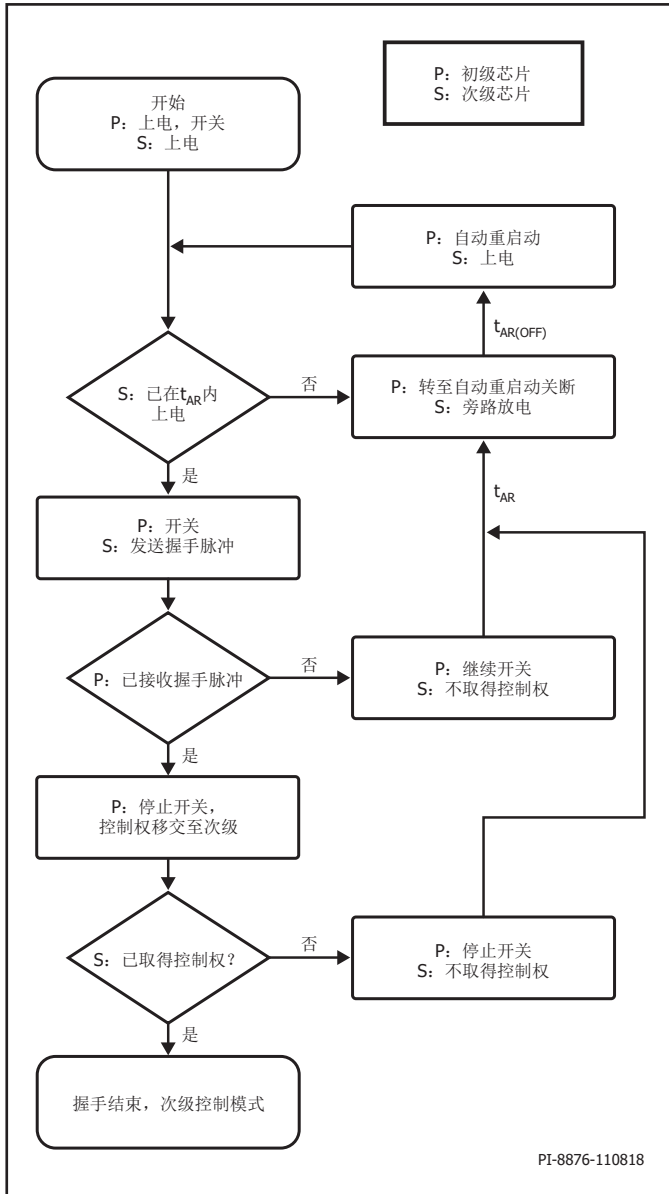 P：初级芯片
S：次级芯片
开始
P：上电，开关
S：上电
P：自动重启动
S：上电
t_AR(OFF)
S：已在t_AR内
上电
否
P：转至自动重启动关断
S：旁路放电
是
t_AR
P：开关
S：发送握手脉冲
P：已接收握手脉冲
否
P：继续开关
S：不取得控制权
是
P：停止开关，
控制权移交至次级
S：已取得控制权？
否
P：停止开关
S：不取得控制权
是
握手结束，次级控制模式
PI-8876-110818